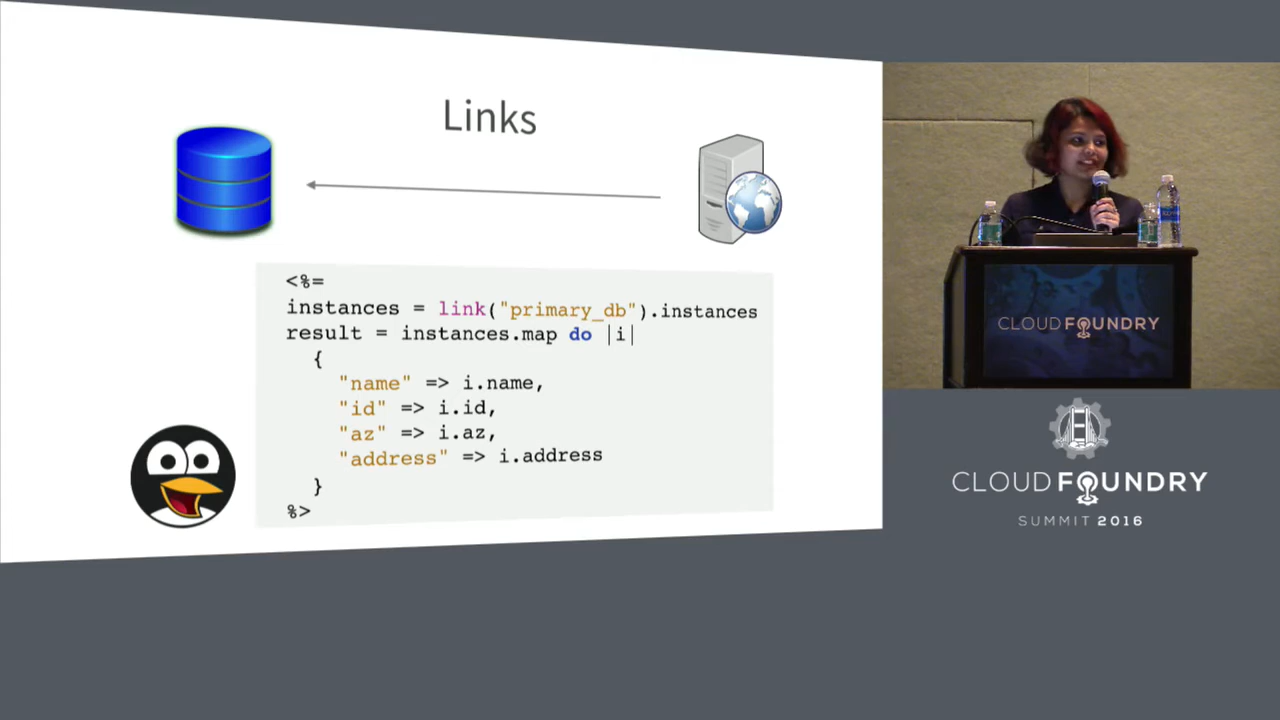 Links
<%=
instances = link("primary_db").instances
result = instances.map do |i|
{
"name" => i.name,
"id" => i.id,
"az" => i.az,
"address" => i.address
}
%>
CLOUD FOUNDRY
CLOUD FOUNDRY
SUMMIT 2016